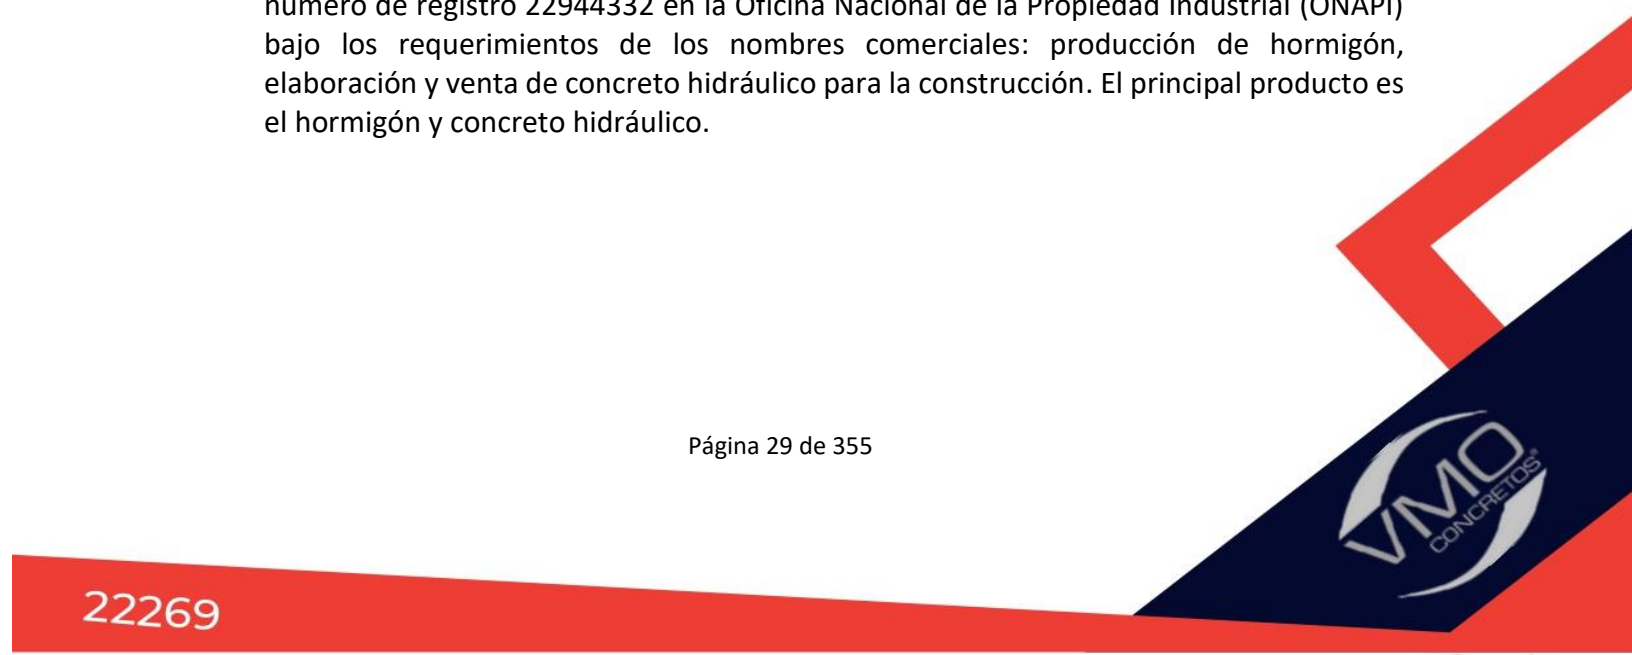 número de registro 22944332 en la Oficina Nacional de la Propiedad Industrial (ONAPI)
bajo los requerimientos de los nombres comerciales: producción de hormigón,
elaboración y venta de concreto hidráulico para la construcción. El principal producto es
el hormigón y concreto hidráulico.
Página 29 de 355
VMO
CONCRETOS®
22269